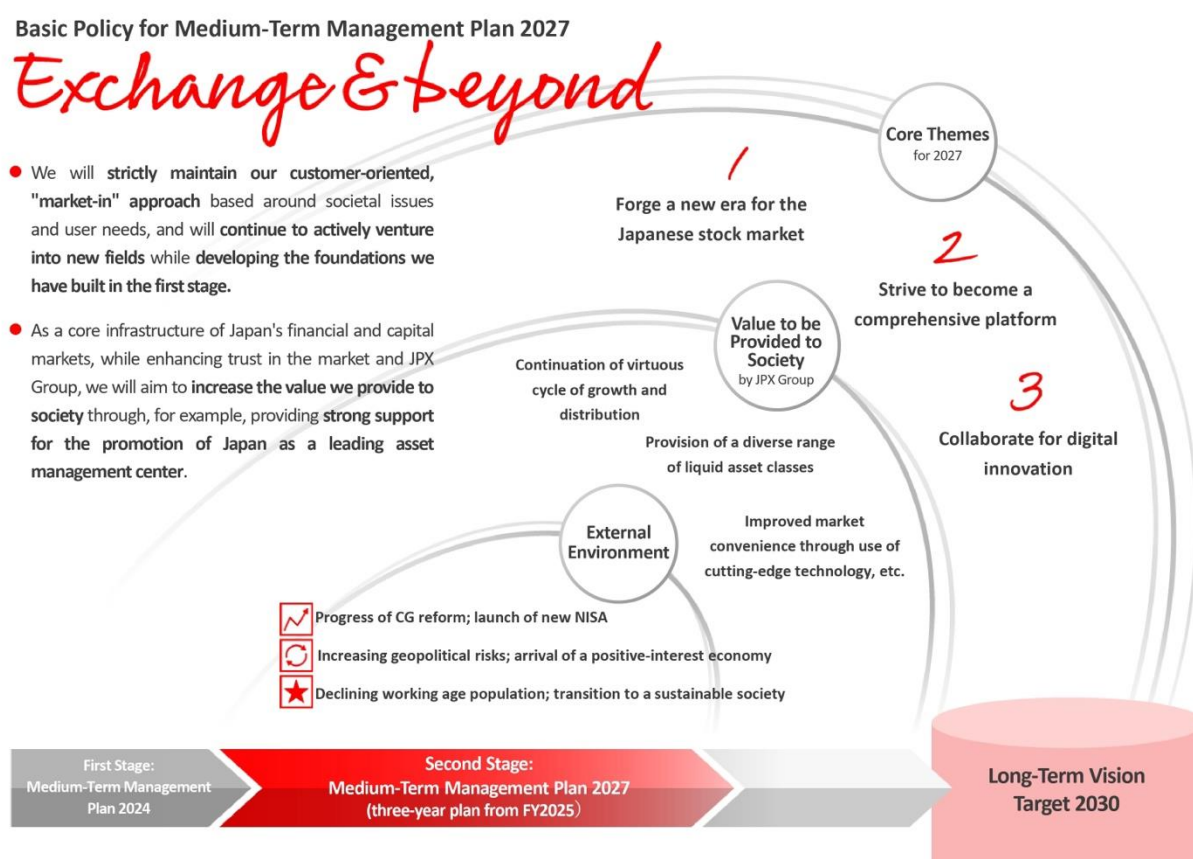 Basic Policy for Medium-Term Management Plan 2027
Exchange & beyond
● We will strictly maintain our customer-oriented,
"market-in" approach based around societal issues
and user needs, and will continue to actively venture
into new fields while developing the foundations we
have built in the first stage.
● As a core infrastructure of Japan's financial and capital
markets, while enhancing trust in the market and JPX
Group, we will aim to increase the value we provide to
society through, for example, providing strong support
for the promotion of Japan as a leading asset
management center.
Core Themes
for 2027
1
Forge a new era for the
Japanese stock market
2
Strive to become a
comprehensive platform
3
Collaborate for digital
innovation
Value to be
Provided to
Society
by JPX Group
Continuation of virtuous
cycle of growth and
distribution
Provision of a diverse range
of liquid asset classes
Improved market
convenience through use of
cutting-edge technology, etc.
External
Environment
Progress of CG reform; launch of new NISA
Increasing geopolitical risks; arrival of a positive-interest economy
Declining working age population; transition to a sustainable society
First Stage:
Medium-Term Management
Plan 2024
Second Stage:
Medium-Term Management Plan 2027
(three-year plan from FY2025)
Long-Term Vision
Target 2030